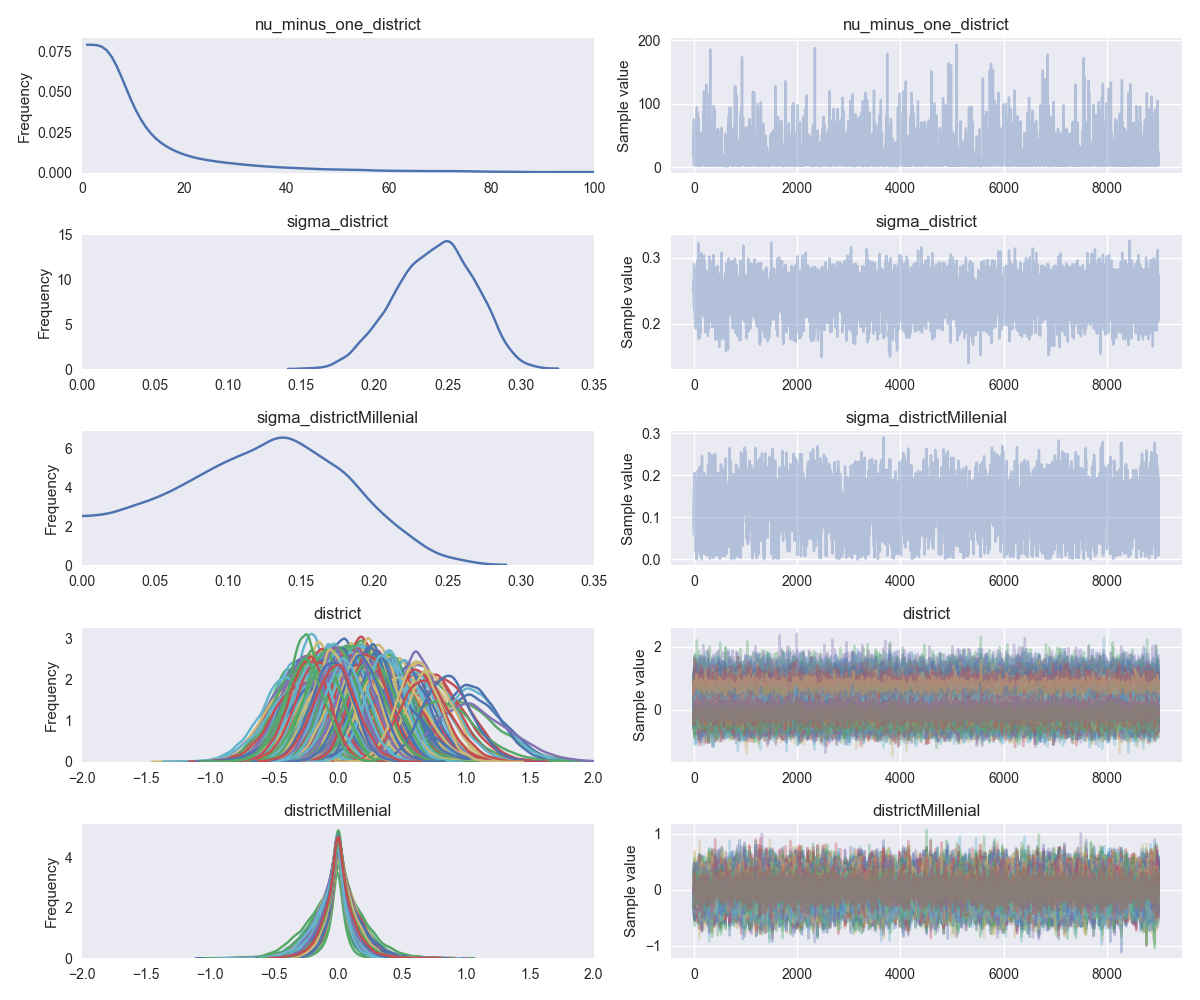 nu_minus_one_district
nu_minus_one_district
Frequency
0.075
0.050
0.025
0.000
0 20 40 60 80 100
Sample value
200
100
0
0 2000 4000 6000 8000
sigma_district
sigma_district
Frequency
15
10
5
0
0.00 0.05 0.10 0.15 0.20 0.25 0.30 0.35
Sample value
0.3
0.2
0 2000 4000 6000 8000
sigma_districtMillenial
sigma_districtMillenial
Frequency
6
4
2
0
0.00 0.05 0.10 0.15 0.20 0.25 0.30 0.35
Sample value
0.3
0.2
0.1
0.0
0 2000 4000 6000 8000
district
district
Frequency
3
2
1
0
−2.0 −1.5 −1.0 −0.5 0.0 0.5 1.0 1.5 2.0
Sample value
2
0
0 2000 4000 6000 8000
districtMillenial
districtMillenial
Frequency
4
2
0
−2.0 −1.5 −1.0 −0.5 0.0 0.5 1.0 1.5 2.0
Sample value
1
0
−1
0 2000 4000 6000 8000